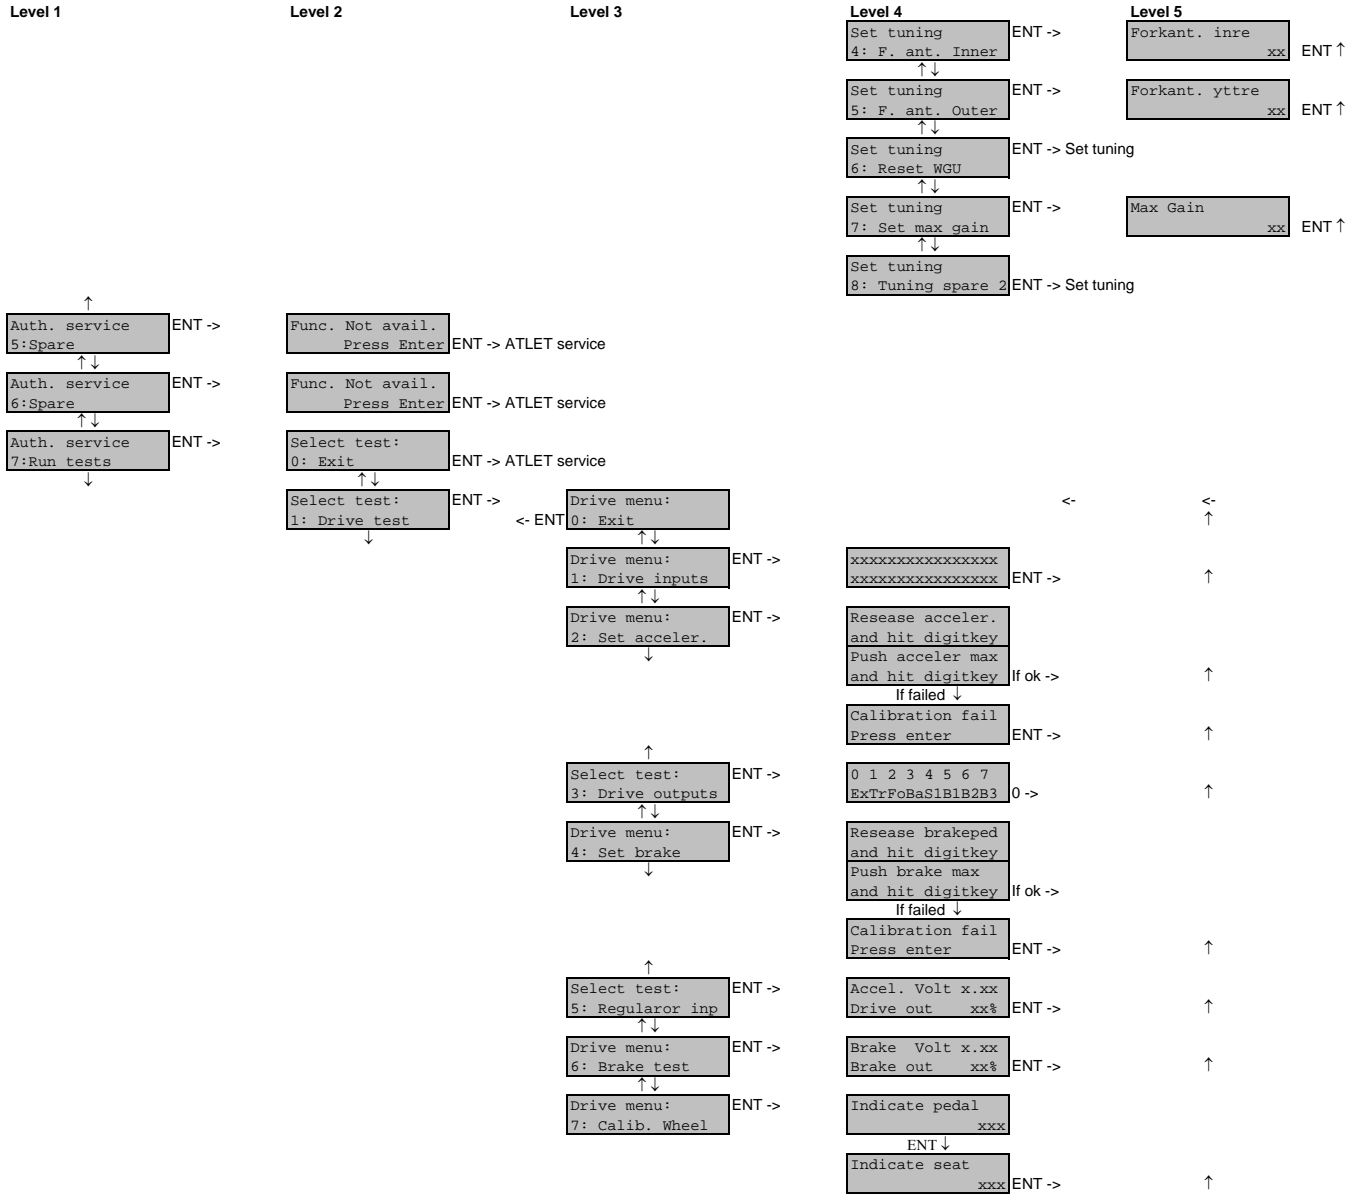 Level 1 Level 2 Level 3 Level 4 Level 5
Set tuning ENT -> Forkant. inre
4: F. ant. Inner xx ENT ↑
↑↓
Set tuning ENT -> Forkant. yttre
5: F. ant. Outer xx ENT ↑
↑↓
Set tuning ENT -> Set tuning
6: Reset WGU
↑↓
Set tuning ENT -> Max Gain
7: Set max gain xx ENT ↑
↑↓
Set tuning
8: Tuning spare 2 ENT -> Set tuning
↑
Auth. service ENT -> Func. Not avail.
5:Spare Press Enter ENT -> ATLET service
↑↓
Auth. service ENT -> Func. Not avail.
6:Spare Press Enter ENT -> ATLET service
↑↓
Auth. service ENT -> Select test:
7:Run tests 0: Exit ENT -> ATLET service
↓ ↑↓
Select test: ENT -> Drive menu: <- <-
1: Drive test <- ENT 0: Exit ↑
↓ ↑↓
Drive menu: ENT -> xxxxxxxxxxxxxxxx
1: Drive inputs xxxxxxxxxxxxxxxx ENT -> ↑
↑↓
Drive menu: ENT -> Resease acceler.
2: Set acceler. and hit digitkey
↓ Push acceler max
and hit digitkey If ok -> ↑
If failed ↓
Calibration fail
Press enter ENT -> ↑
↑
Select test: ENT -> 0 1 2 3 4 5 6 7
3: Drive outputs ExTrFoBaS1B1B2B3 0 -> ↑
↑↓
Drive menu: ENT -> Resease brakeped
4: Set brake and hit digitkey
↓ Push brake max
and hit digitkey If ok ->
If failed ↓
Calibration fail
Press enter ENT -> ↑
↑
Select test: ENT -> Accel. Volt x.xx
5: Regularor inp Drive out xx% ENT -> ↑
↑↓
Drive menu: ENT -> Brake Volt x.xx
6: Brake test Brake out xx% ENT -> ↑
↑↓
Drive menu: ENT -> Indicate pedal
7: Calib. Wheel xxx
ENT ↓
Indicate seat
xxx ENT -> ↑